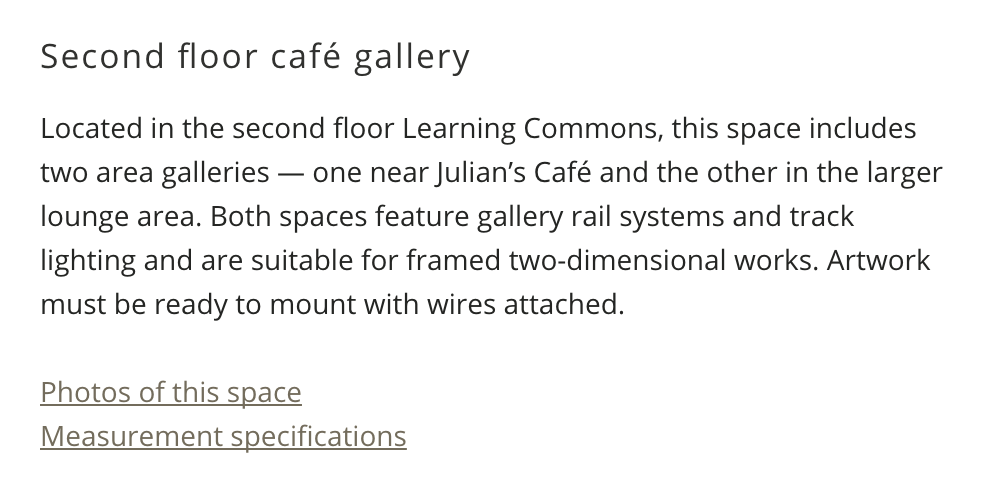 Second floor café gallery
Located in the second floor Learning Commons, this space includes
two area galleries — one near Julian’s Café and the other in the larger
lounge area. Both spaces feature gallery rail systems and track
lighting and are suitable for framed two-dimensional works. Artwork
must be ready to mount with wires attached.
Photos of this space
Measurement specifications